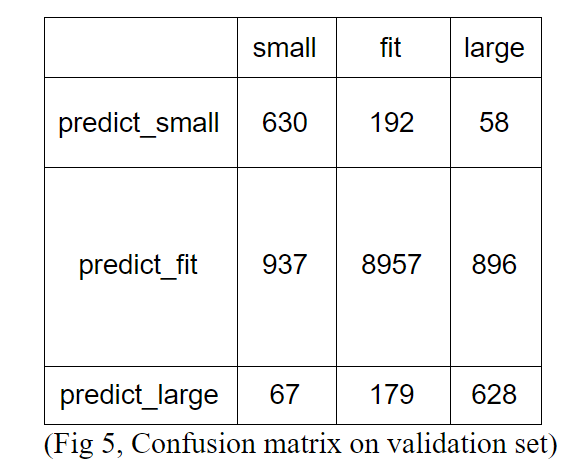 small fit large
predict_small 630 192 58
predict_fit 937 8957 896
predict_large 67 179 628
(Fig 5, Confusion matrix on validation set)